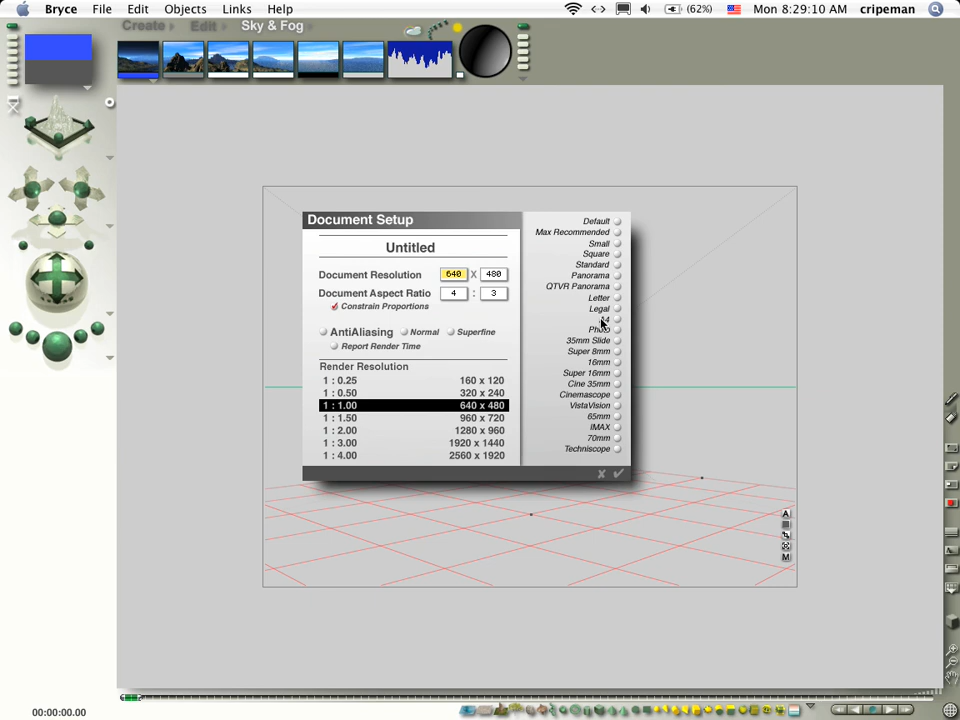 Bryce File Edit Objects Links Help (62%) Mon 8:29:10 AM cripeman
Create Edit Sky & Fog
Document Setup
Untitled
Document Resolution 640 X 480
Document Aspect Ratio 4 : 3
Constrain Proportions
AntiAliasing Normal Superfine
Report Render Time
Render Resolution
1 : 0.25 160 x 120
1 : 0.50 320 x 240
1 : 1.00 640 x 480
1 : 1.50 960 x 720
1 : 2.00 1280 x 960
1 : 3.00 1920 x 1440
1 : 4.00 2560 x 1920
Default
Max Recommended
Small
Square
Standard
Panorama
QTVR Panorama
Letter
Legal
A4
Photo
35mm Slide
Super 8mm
16mm
Super 16mm
Cine 35mm
Cinemascope
VistaVision
65mm
IMAX
70mm
Techniscope
A
M
00:00:00.00